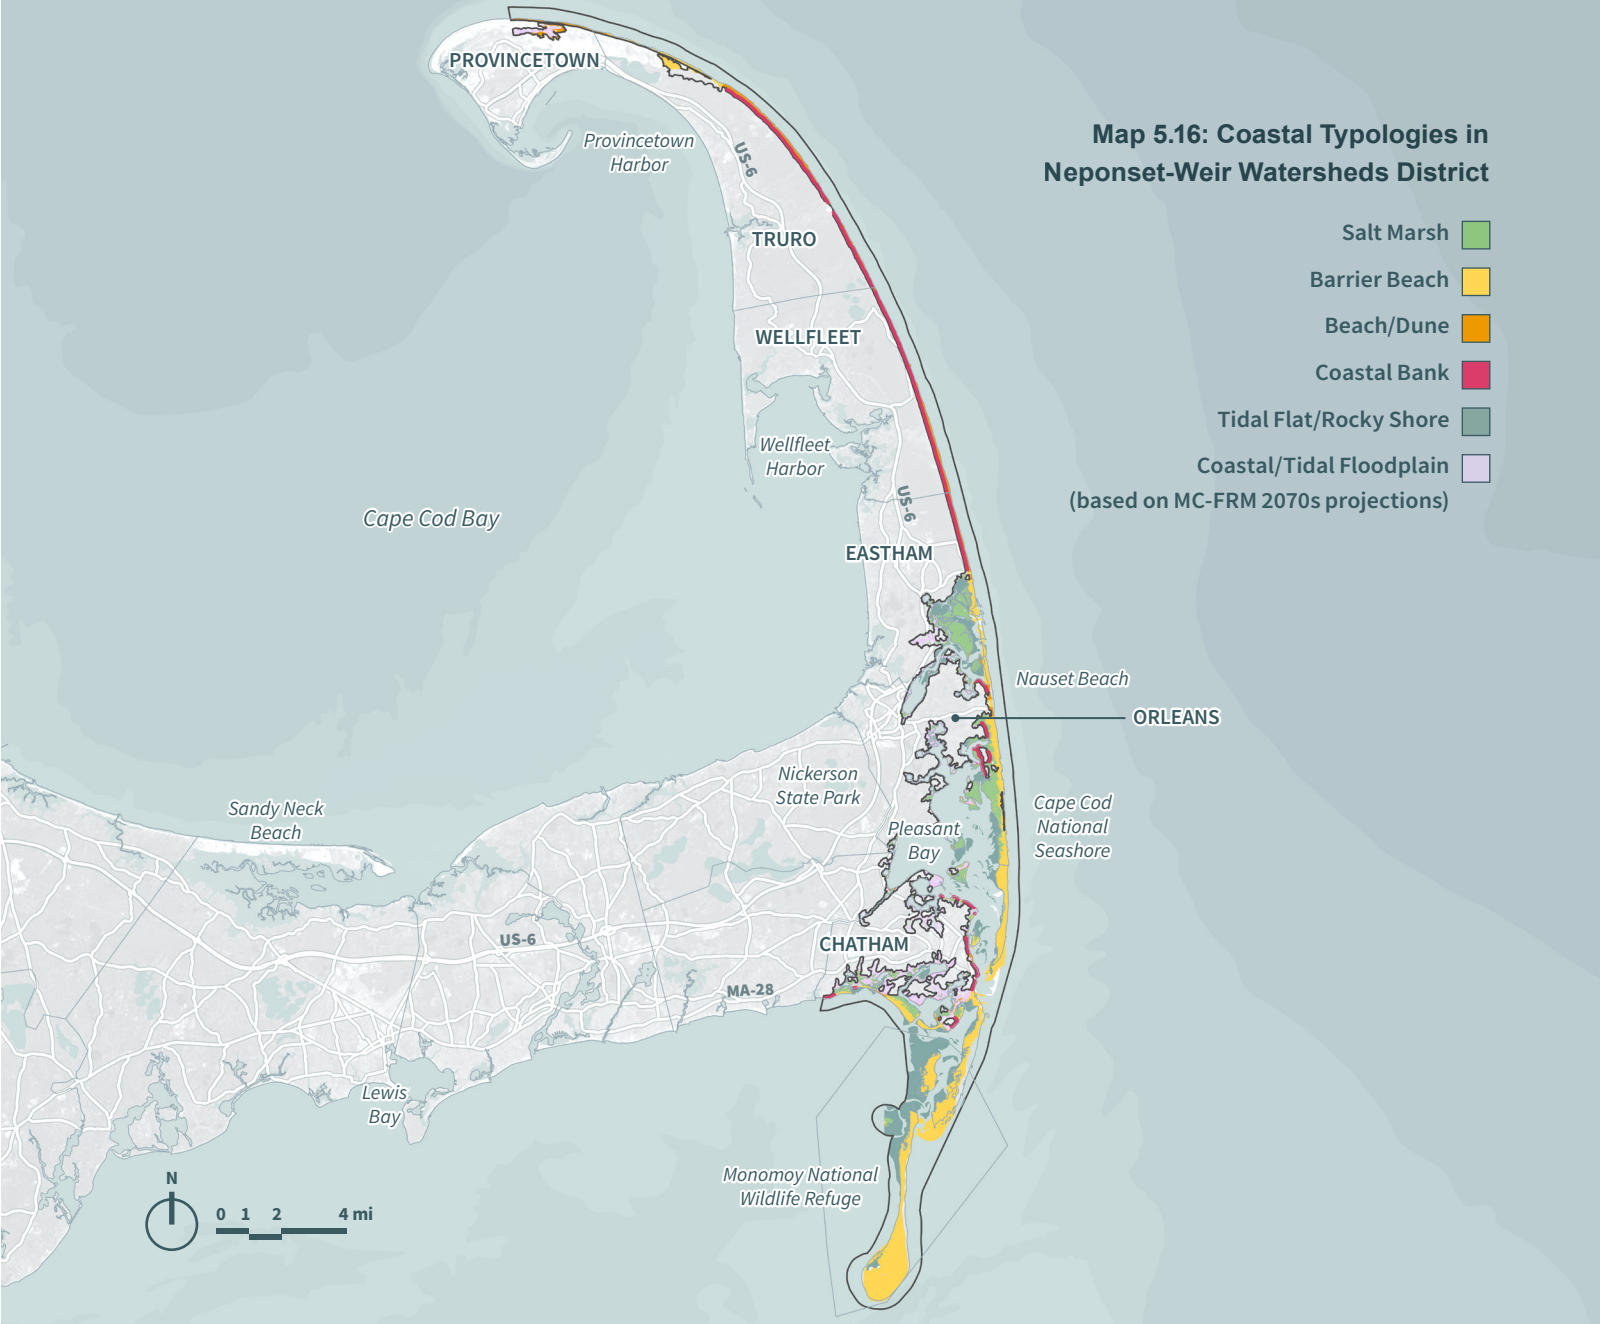 PROVINCETOWN
Map 5.16: Coastal Typologies in
Neponset-Weir Watersheds District
Provincetown
Harbor
US-6
Salt Marsh
TRURO
Barrier Beach
Beach/Dune
WELLFLEET
Coastal Bank
Tidal Flat/Rocky Shore
Wellfleet
Harbor
Coastal/Tidal Floodplain
(based on MC-FRM 2070s projections)
US-6
Cape Cod Bay
EASTHAM
Nauset Beach
ORLEANS
Nickerson
State Park
Sandy Neck
Beach
Cape Cod
National
Seashore
Pleasant
Bay
US-6
CHATHAM
MA-28
Lewis
Bay
Monomoy National
Wildlife Refuge
N
0 1 2 4 mi